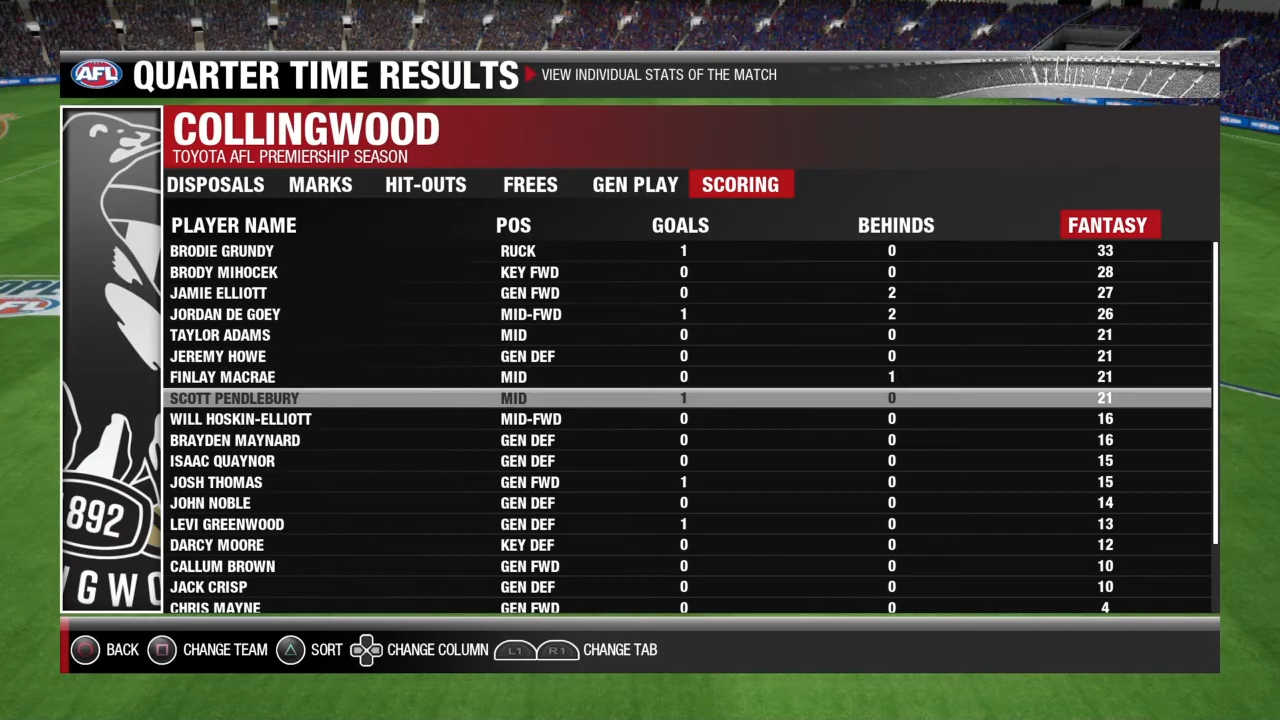 AFL QUARTER TIME RESULTS VIEW INDIVIDUAL STATS OF THE MATCH
COLLINGWOOD
TOYOTA AFL PREMIERSHIP SEASON
DISPOSALS MARKS HIT-OUTS FREES GEN PLAY SCORING
PLAYER NAME POS GOALS BEHINDS FANTASY
BRODIE GRUNDY RUCK 1 0 33
BRODY MIHOCEK KEY FWD 0 0 28
JAMIE ELLIOTT GEN FWD 0 2 27
JORDAN DE GOEY MID-FWD 1 2 26
TAYLOR ADAMS MID 0 0 21
JEREMY HOWE GEN DEF 0 0 21
FINLAY MACRAE MID 0 1 21
SCOTT PENDLEBURY MID 1 0 21
WILL HOSKIN-ELLIOTT MID-FWD 0 0 16
BRAYDEN MAYNARD GEN DEF 0 0 16
ISAAC QUAYNOR GEN DEF 0 0 15
JOSH THOMAS GEN FWD 1 0 15
JOHN NOBLE GEN DEF 0 0 14
LEVI GREENWOOD GEN DEF 1 0 13
DARCY MOORE KEY DEF 0 0 12
CALLUM BROWN GEN FWD 0 0 10
JACK CRISP GEN DEF 0 0 10
CHRIS MAYNE GEN FWD 0 0 4
892
NGWO
BACK CHANGE TEAM SORT CHANGE COLUMN L1 R1 CHANGE TAB